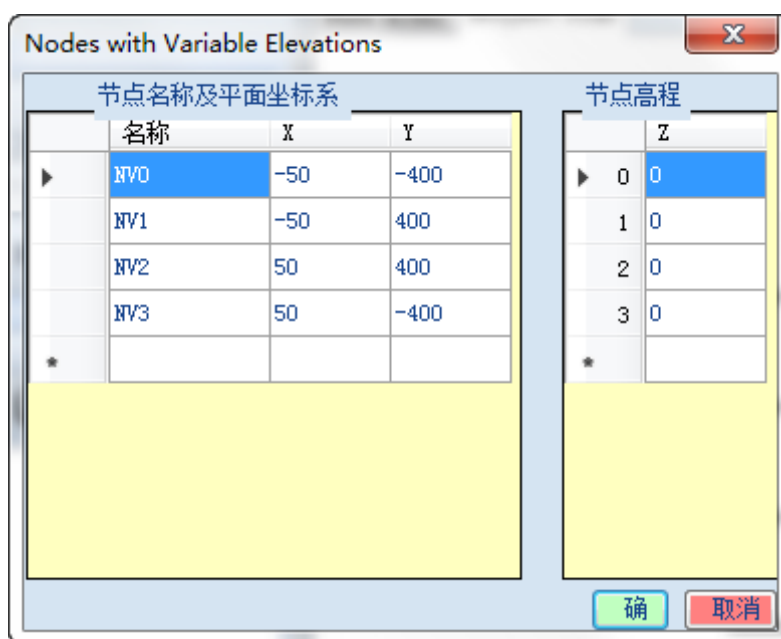 Nodes with Variable Elevations
节点名称及平面坐标系 节点高程
名称 X Y Z
NV0 -50 -400 0 0
NV1 -50 400 1 0
NV2 50 400 2 0
NV3 50 -400 3 0
* *
确 取消